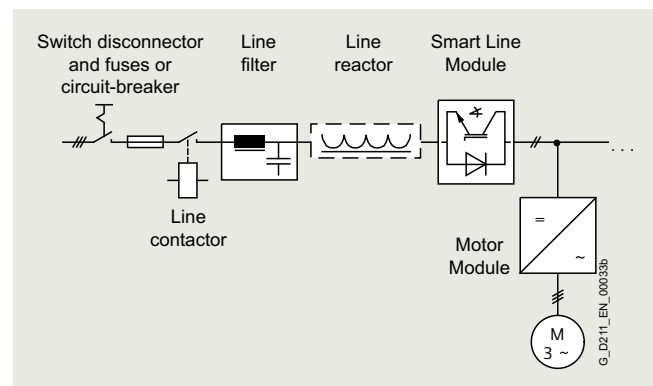 Switch disconnector
and fuses or
circuit-breaker
Line
filter
Line
reactor
Smart Line
Module
Line
contactor
. . .
=
~
Motor
Module
M
3 ~
G_D211_EN_00033b